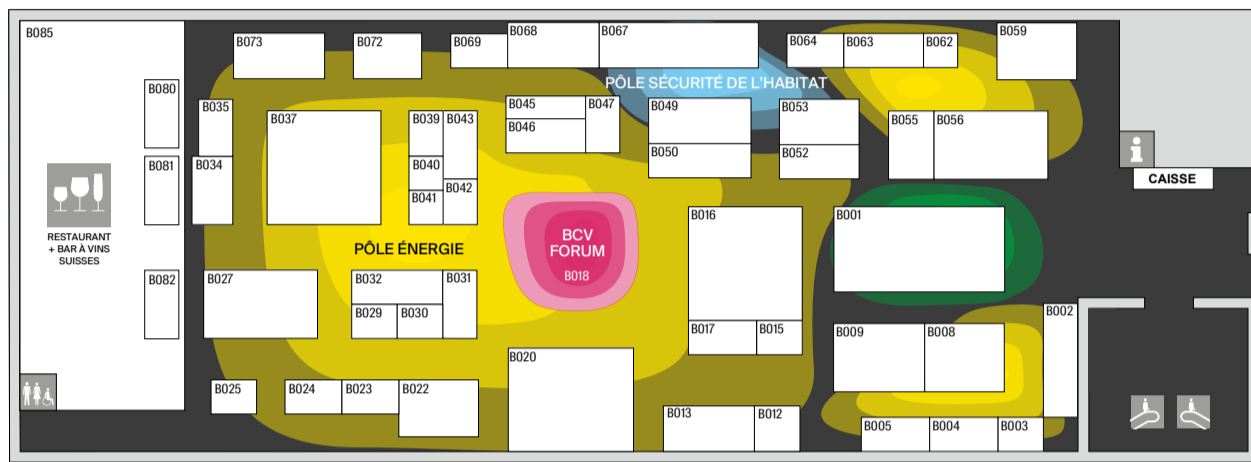 B085
B073
B072
B069
B068
B067
B064
B063
B062
B059
PÔLE SÉCURITÉ DE L'HABITAT
B080
B035
B037
B039
B043
B045
B046
B047
B049
B050
B053
B052
B055
B056
B081
B034
B040
B041
B042
CAISSE
RESTAURANT
+ BAR À VINS
SUISSES
PÔLE ÉNERGIE
BCV
FORUM
B018
B016
B001
B082
B027
B032
B031
B029
B030
B017
B015
B009
B008
B002
B020
B025
B024
B023
B022
B013
B012
B005
B004
B003